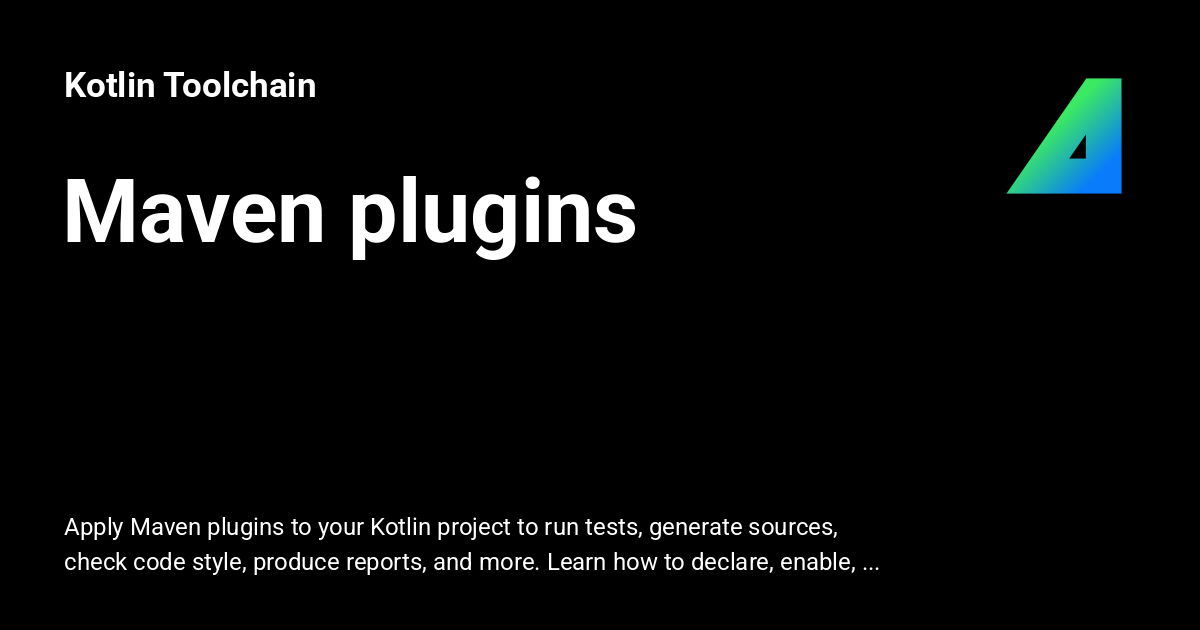 Kotlin Toolchain
Maven plugins
Apply Maven plugins to your Kotlin project to run tests, generate sources,
check code style, produce reports, and more. Learn how to declare, enable, ...